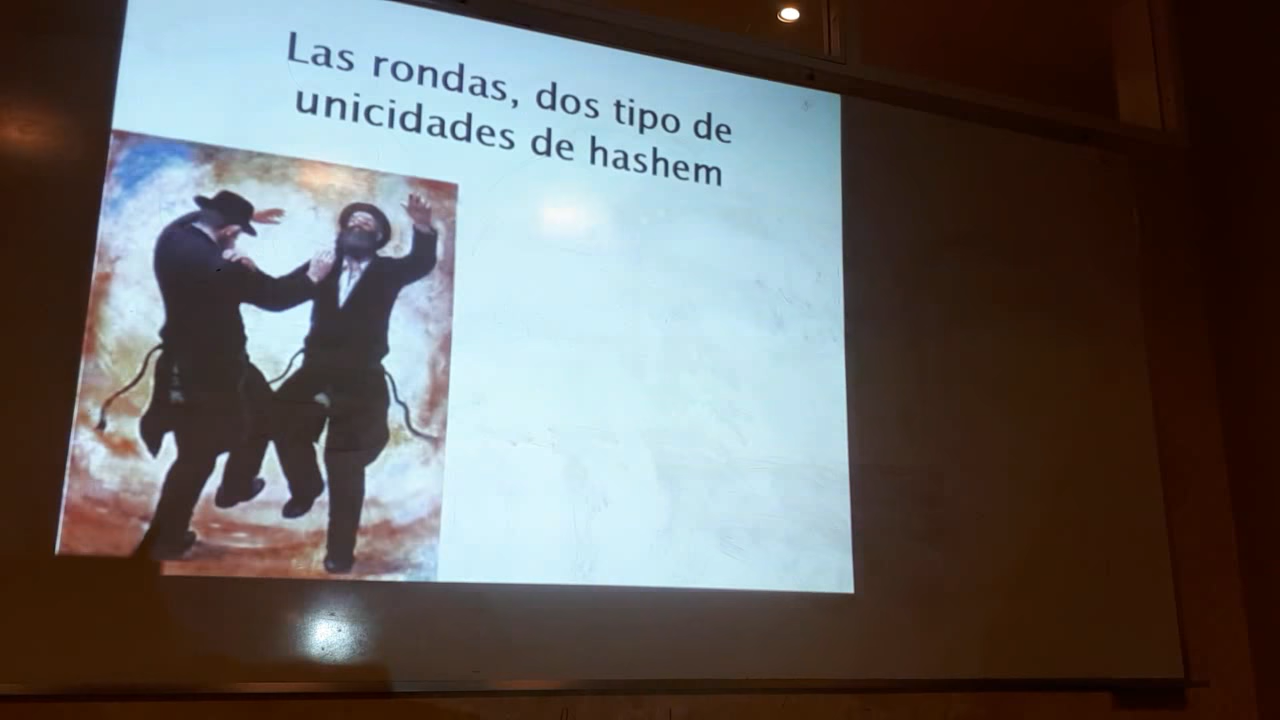 Las rondas, dos tipo de
unicidades de hashem